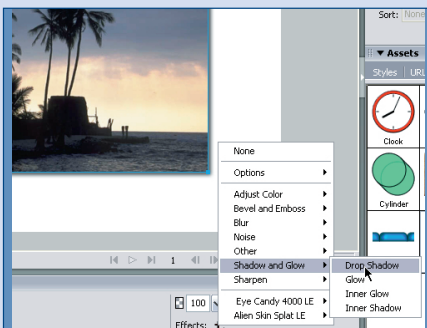 Sort: None
▼ Assets
Styles URL
Clock
Cylinder
None
Options
Adjust Color
Bevel and Emboss
Blur
Noise
Other
Shadow and Glow
Sharpen
Eye Candy 4000 LE
Alien Skin Splat LE
Drop Shadow
Glow
Inner Glow
Inner Shadow
1
100
Effects: